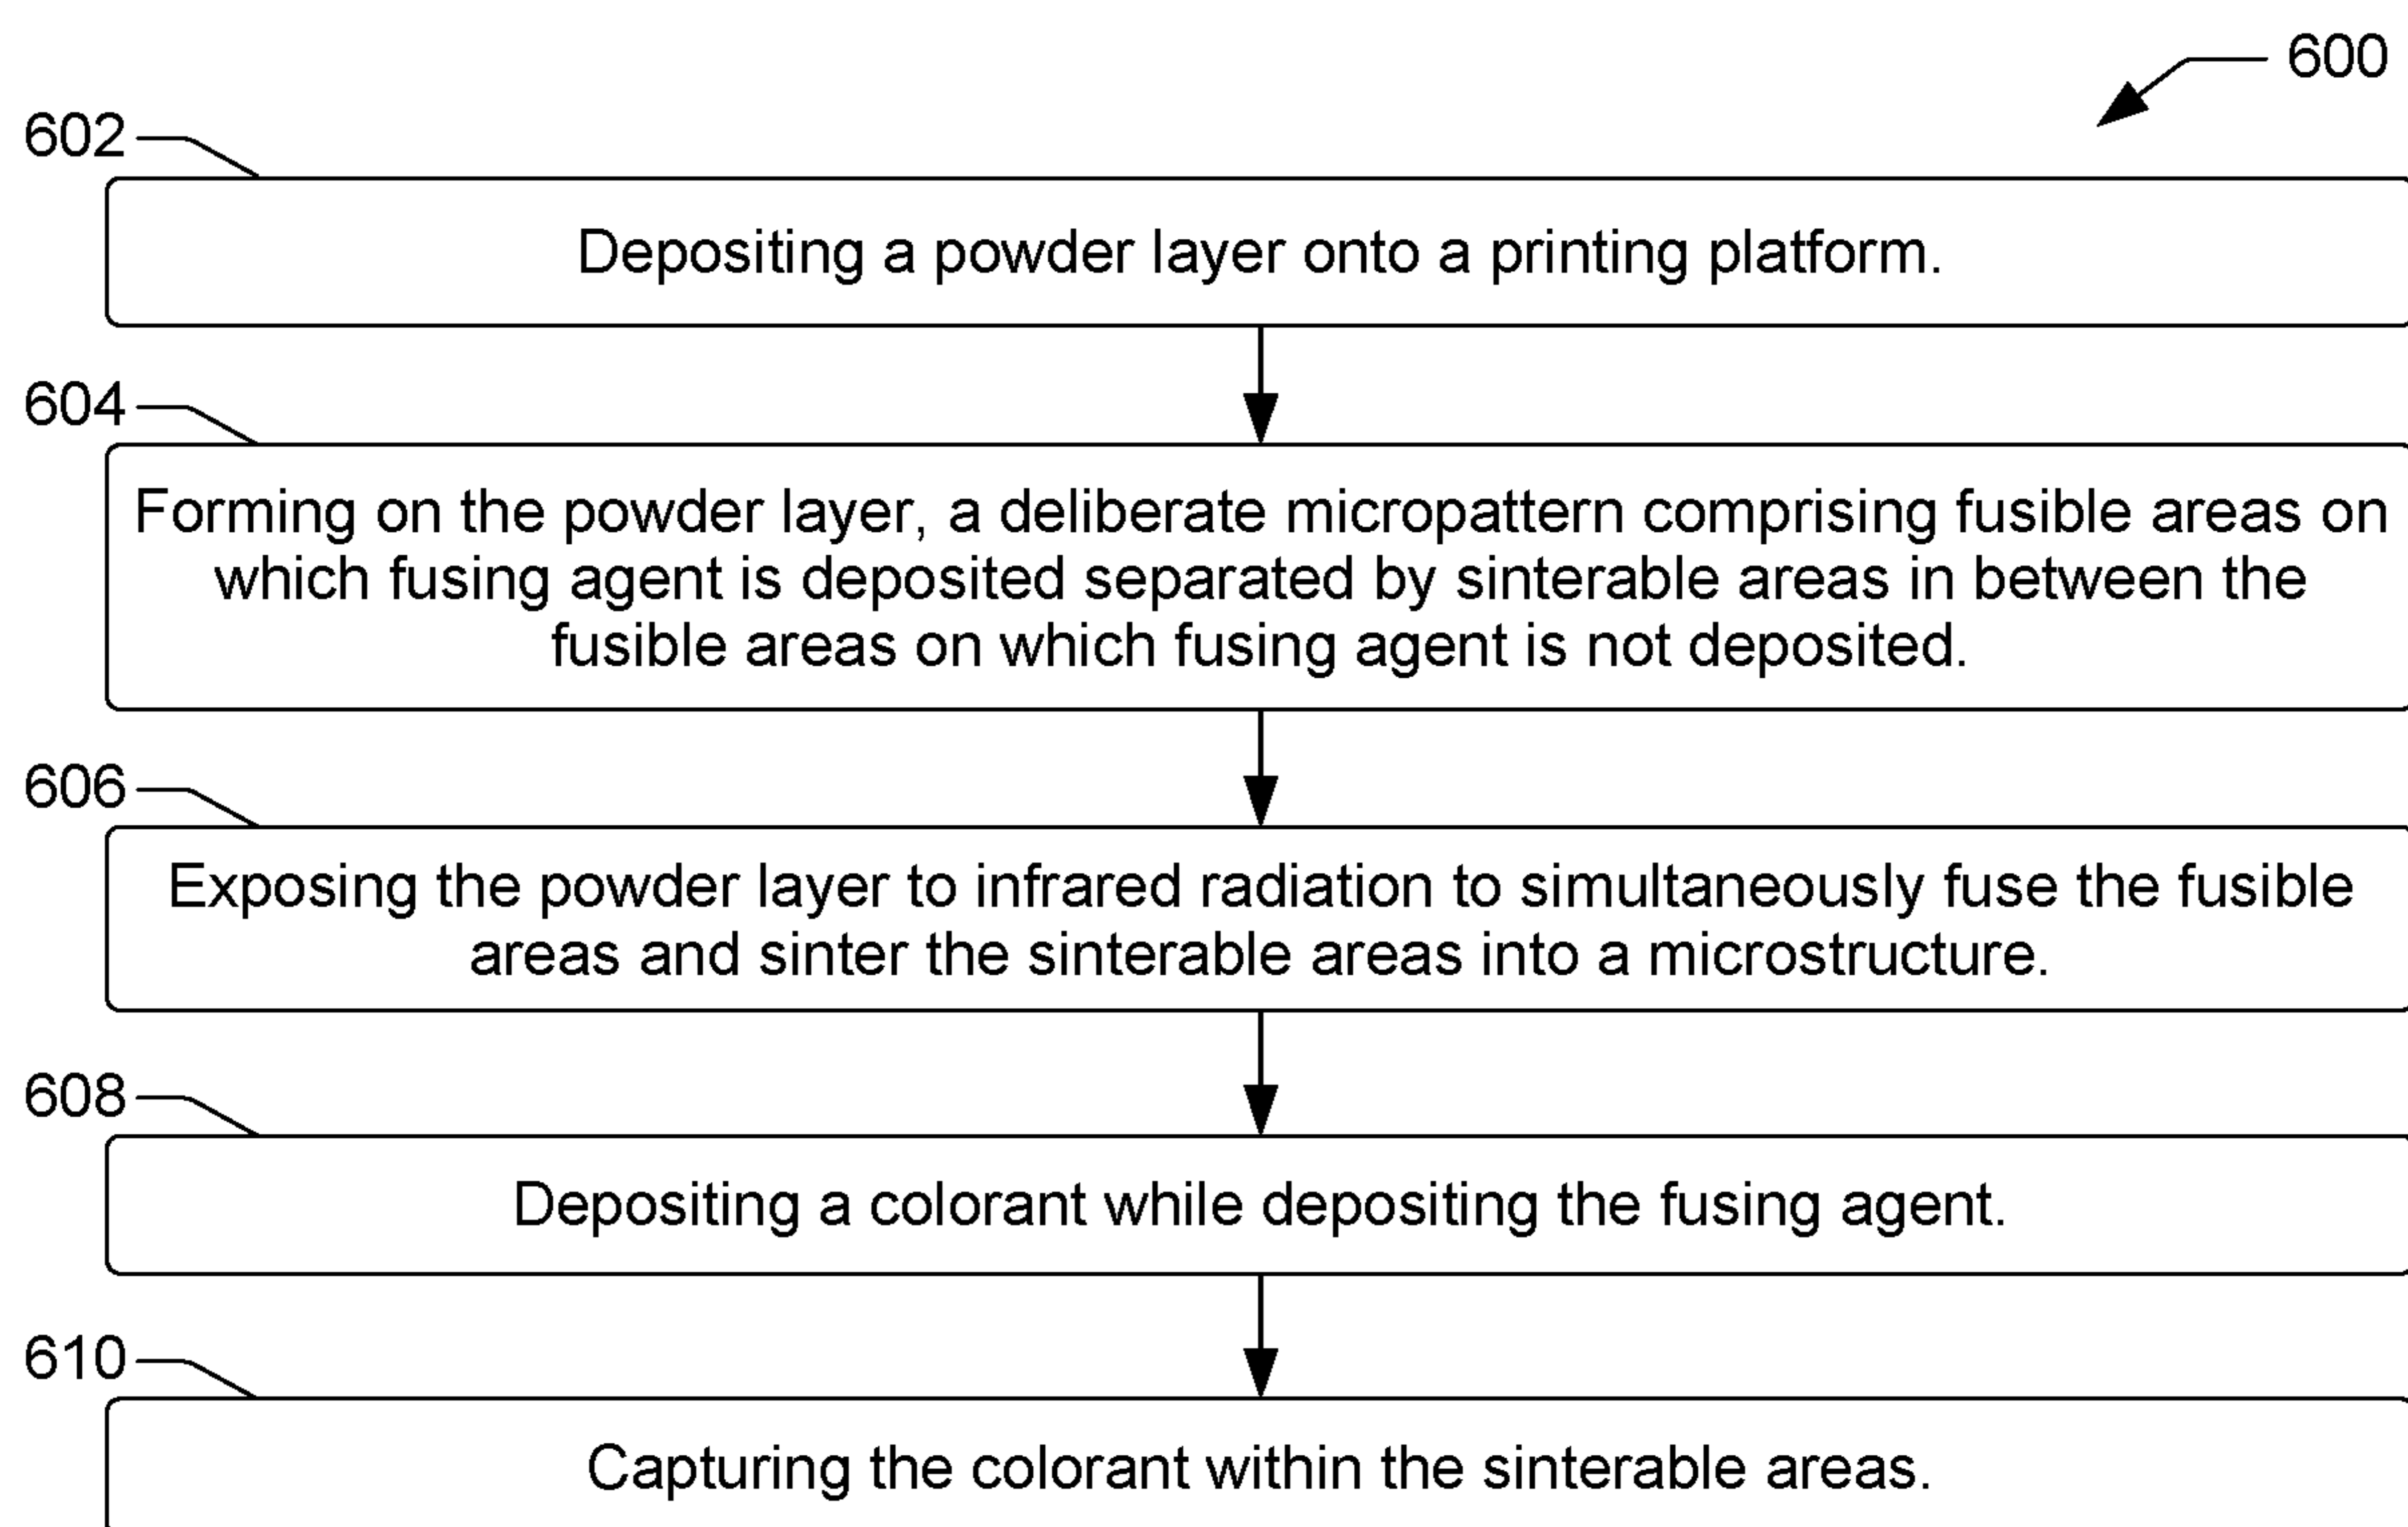 600
602
Depositing a powder layer onto a printing platform.
604
Forming on the powder layer, a deliberate micropattern comprising fusible areas on
which fusing agent is deposited separated by sinterable areas in between the
fusible areas on which fusing agent is not deposited.
606
Exposing the powder layer to infrared radiation to simultaneously fuse the fusible
areas and sinter the sinterable areas into a microstructure.
608
Depositing a colorant while depositing the fusing agent.
610
Capturing the colorant within the sinterable areas.